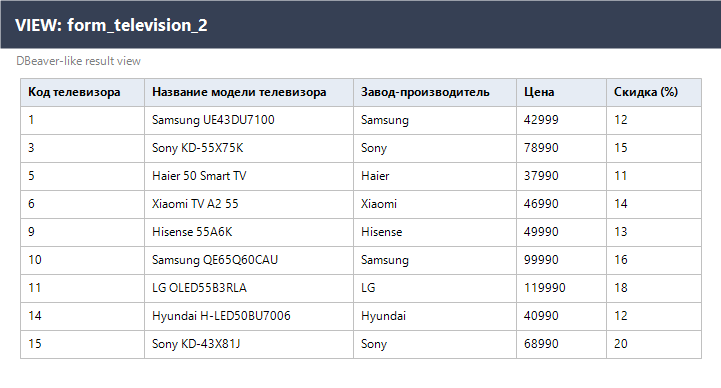 VIEW: form_television_2
DBeaver-like result view
Код телевизора Название модели телевизора Завод-производитель Цена Скидка (%)
1 Samsung UE43DU7100 Samsung 42999 12
3 Sony KD-55X75K Sony 78990 15
5 Haier 50 Smart TV Haier 37990 11
6 Xiaomi TV A2 55 Xiaomi 46990 14
9 Hisense 55A6K Hisense 49990 13
10 Samsung QE65Q60CAU Samsung 99990 16
11 LG OLED55B3RLA LG 119990 18
14 Hyundai H-LED50BU7006 Hyundai 40990 12
15 Sony KD-43X81J Sony 68990 20